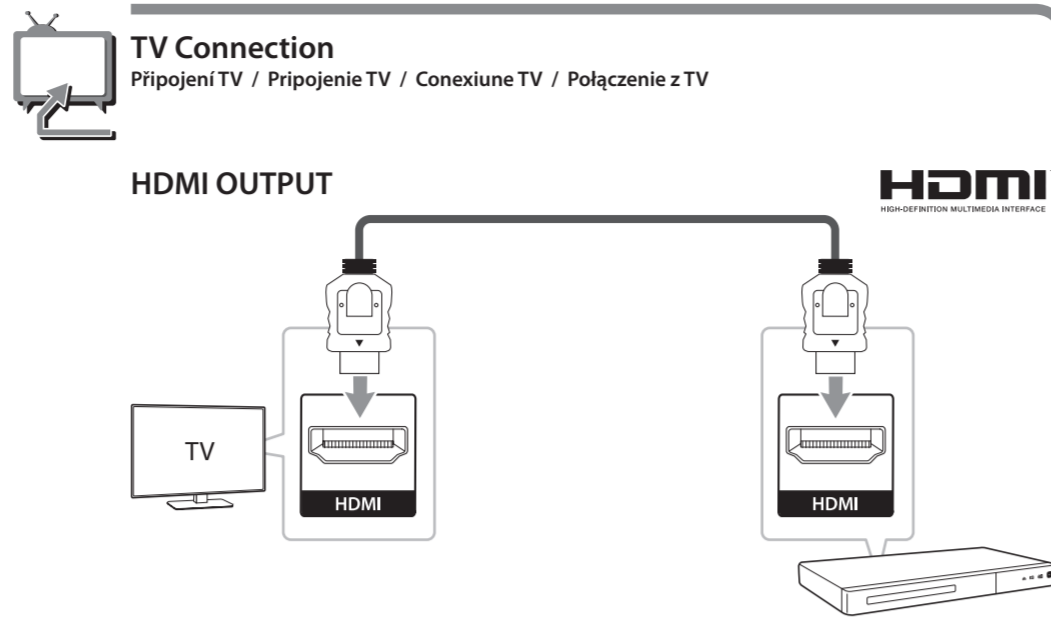 TV Connection
Připojení TV / Pripojenie TV / Conexiune TV / Połączenie z TV
HDMI OUTPUT
HDMI
HIGH-DEFINITION MULTIMEDIA INTERFACE
TV
HDMI
HDMI